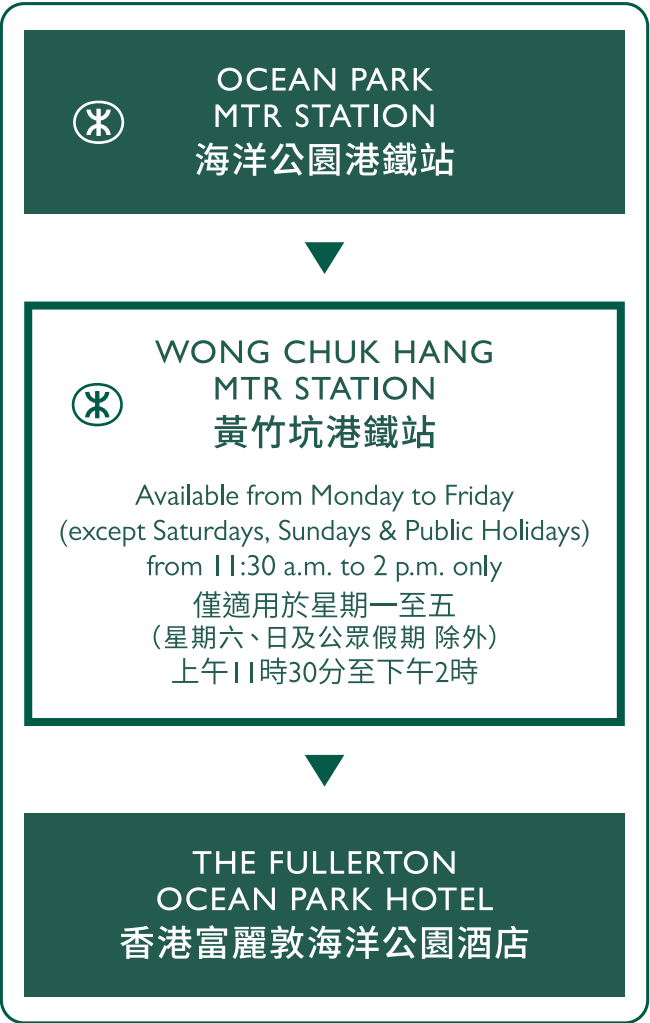 OCEAN PARK
MTR STATION
海洋公園港鐵站
WONG CHUK HANG
MTR STATION
黃竹坑港鐵站
Available from Monday to Friday
(except Saturdays, Sundays & Public Holidays)
from 11:30 a.m. to 2 p.m. only
僅適用於星期一至五
（星期六、日及公眾假期 除外）
上午11時30分至下午2時
THE FULLERTON
OCEAN PARK HOTEL
香港富麗敦海洋公園酒店